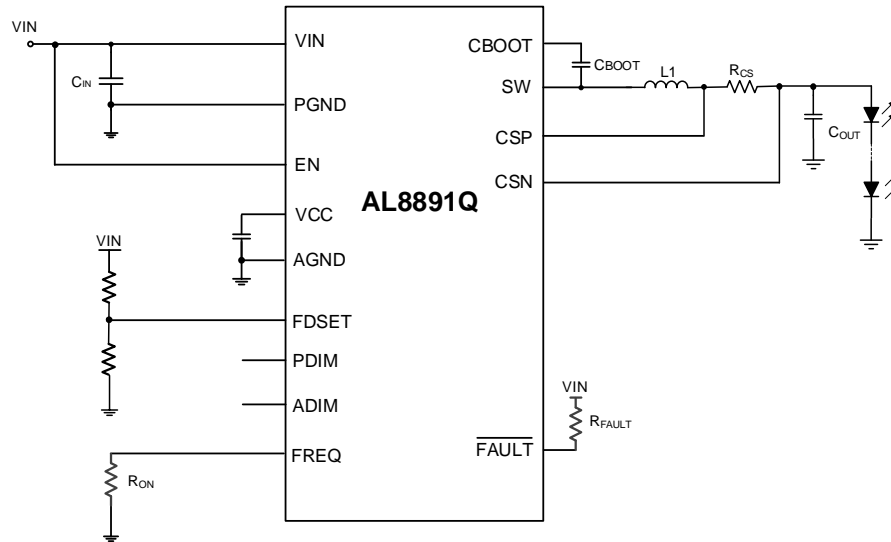 VIN
VIN
CBOOT
CIN
CBOOT
SW
L1
RCS
PGND
CSP
COUT
EN
CSN
AL8891Q
VCC
VIN
AGND
FDSET
PDIM
VIN
ADIM
RFAULT
FREQ
FAULT
RON